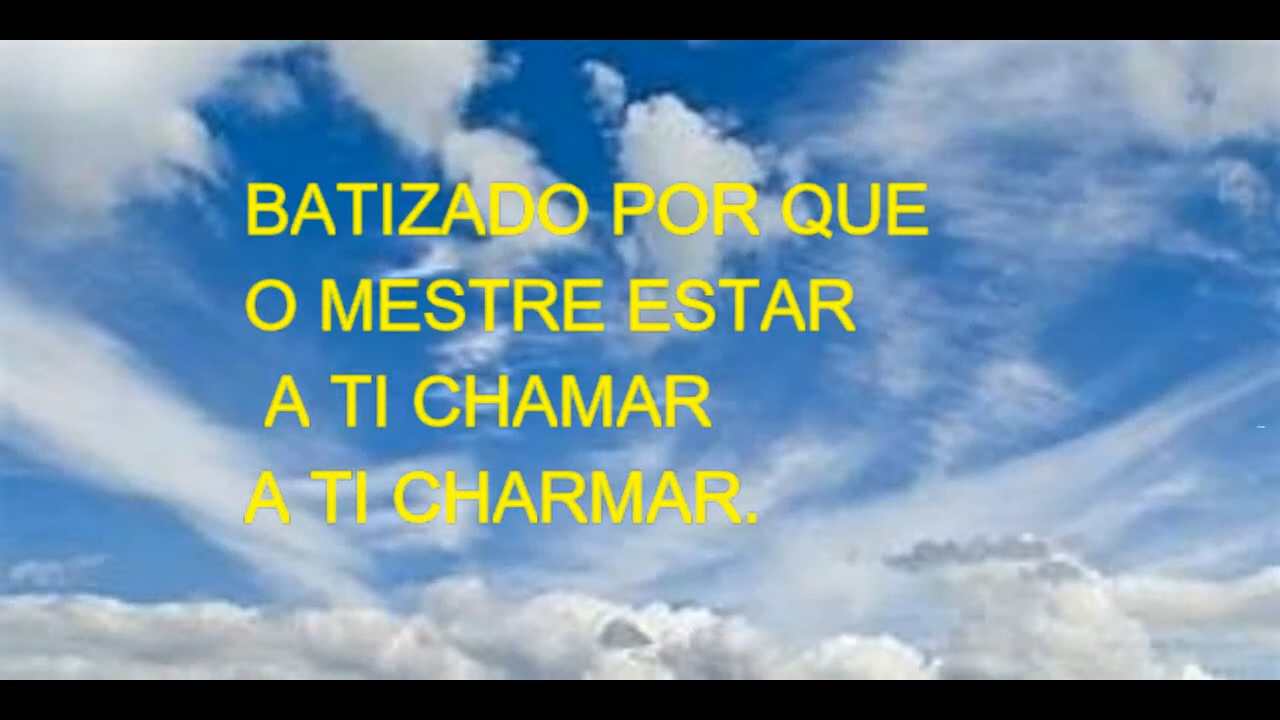 BATIZADO POR QUE
O MESTRE ESTAR
A TI CHAMAR
A TI CHARMAR.